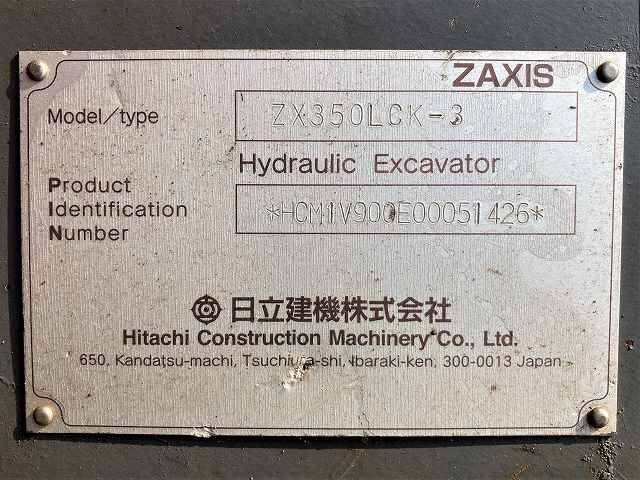 ZAXIS
Model/type ZX350LCK-3
Hydraulic Excavator
Product
Identification *HCM1V900E00051426*
Number
日立建機株式会社
Hitachi Construction Machinery Co., Ltd.
650, Kandatsu-machi, Tsuchiura-shi, Ibaraki-ken, 300-0013 Japan